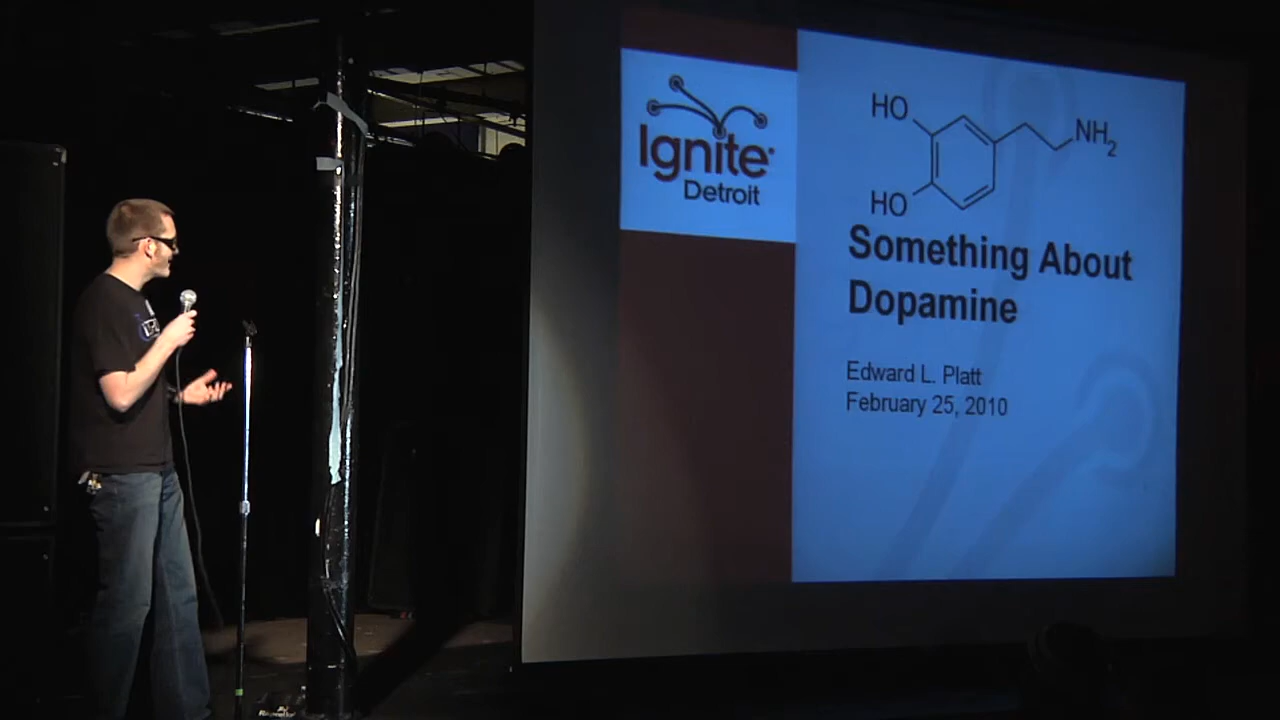 Ignite
Detroit
HO
NH2
HO
Something About
Dopamine
Edward L. Platt
February 25, 2010